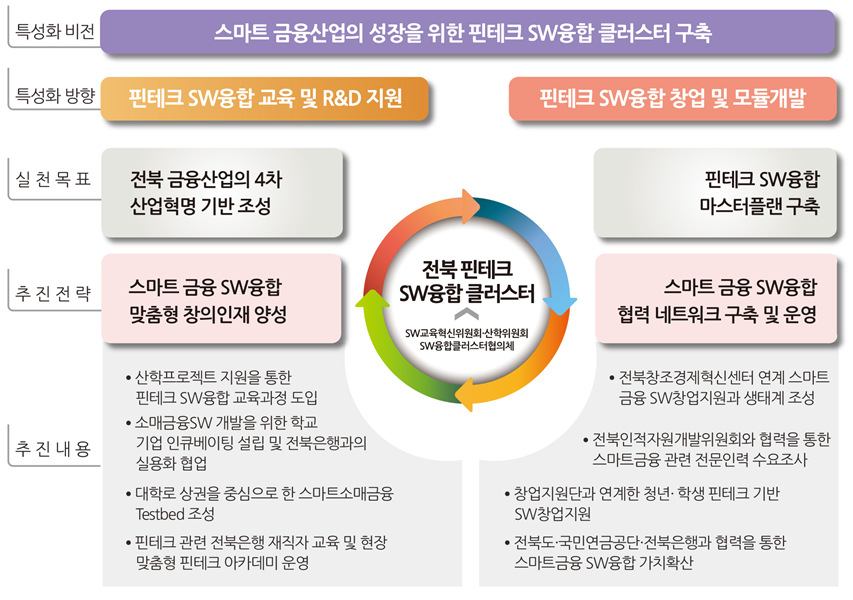 특성화 비전
스마트 금융산업의 성장을 위한 핀테크 SW융합 클러스터 구축
특성화 방향
핀테크 SW융합 교육 및 R&D 지원
핀테크 SW융합 창업 및 모듈개발
실천목표
전북 금융산업의 4차
산업혁명 기반 조성
핀테크 SW융합
마스터플랜 구축
추진전략
스마트 금융 SW융합
맞춤형 창의인재 양성
전북 핀테크
SW융합 클러스터
SW교육혁신위원회·산학위원회
SW융합클러스터협의체
스마트 금융 SW융합
협력 네트워크 구축 및 운영
추진내용
• 산학프로젝트 지원을 통한
핀테크 SW융합 교육과정 도입
• 소매금융SW 개발을 위한 학교
기업 인큐베이팅 설립 및 전북은행과의
실용화 협업
• 대학로 상권을 중심으로 한 스마트소매금융
Testbed 조성
• 핀테크 관련 전북은행 재직자 교육 및 현장
맞춤형 핀테크 아카데미 운영
• 전북창조경제혁신센터 연계 스마트
금융 SW창업지원과 생태계 조성
• 전북인적자원개발위원회와 협력을 통한
스마트금융 관련 전문인력 수요조사
• 창업지원단과 연계한 청년· 학생 핀테크 기반
SW창업지원
• 전북도·국민연금공단·전북은행과 협력을 통한
스마트금융 SW융합 가치확산